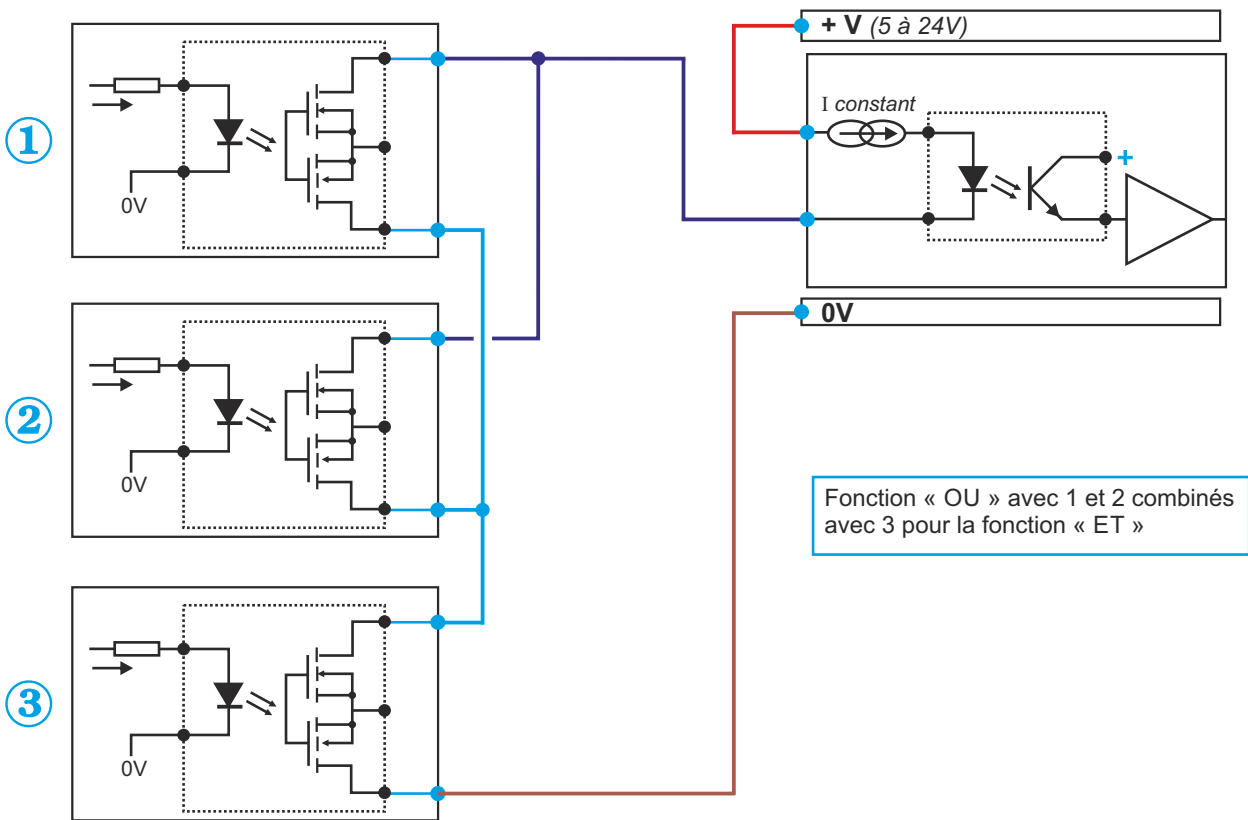 + V (5 à 24V)
I constant
+
1
0V
2
0V
0V
Fonction « OU » avec 1 et 2 combinés
avec 3 pour la fonction « ET »
3
0V